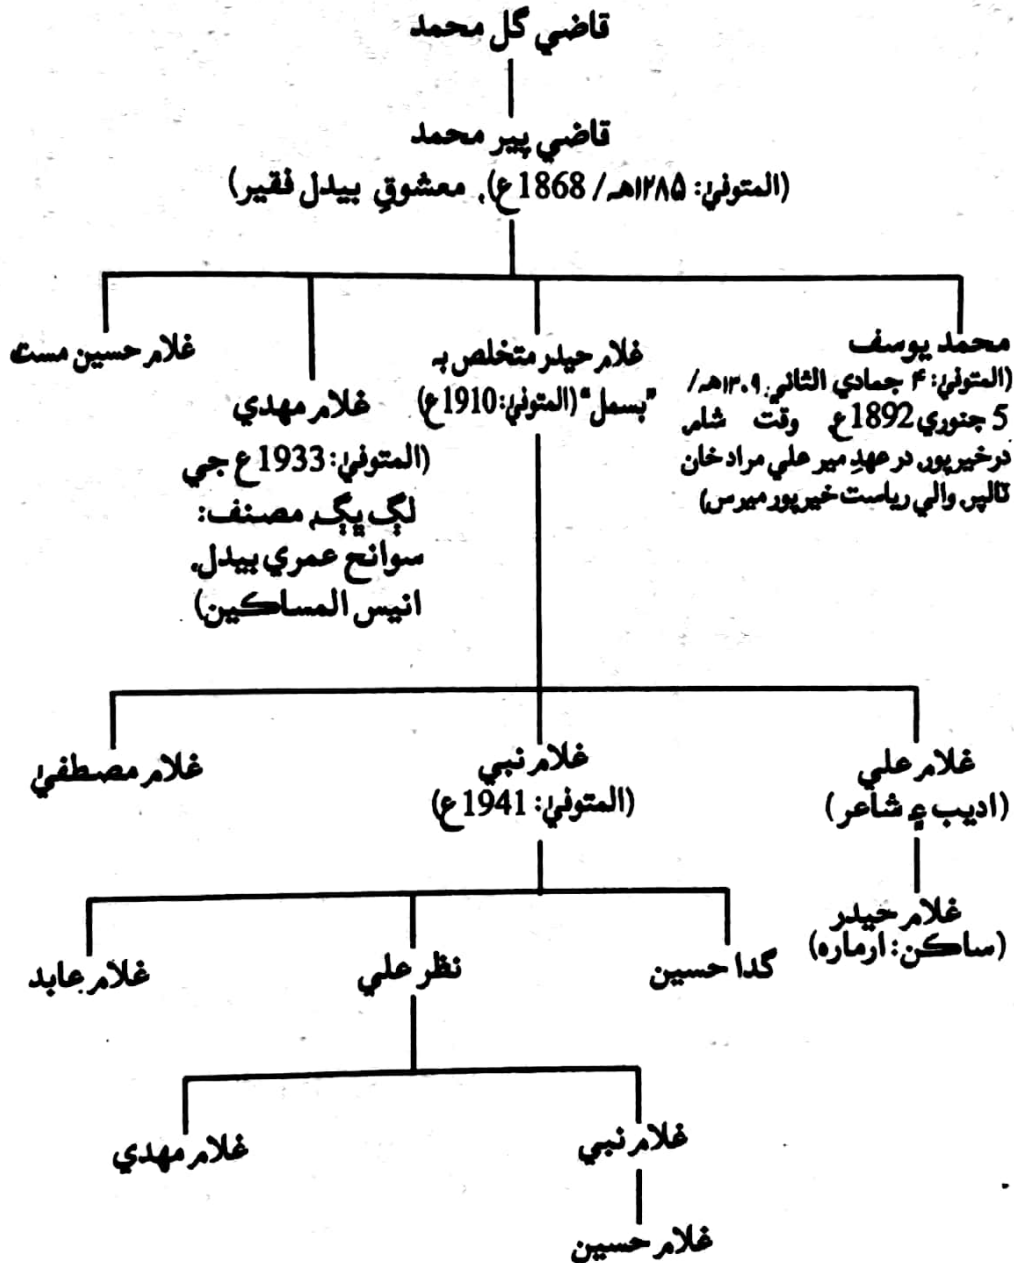 قاضي گل محمد
قاضي پير محمد
(المتوفيٰ: ۱۲۸۵هه/ 1868ع)، معشوقِ بيدل فقير)
محمد يوسف
(المتوفيٰ: ۴ جمادي الثاني ۱۳۰۹هه/
5 جنوري 1892ع، وقت شام
درخيرپور، در عهدِ مير علي مراد خان
ٽالپر، والي رياست خيرپور ميرس)
غلام حيدر متخلص بہ
"بسمل" (المتوفيٰ: 1910ع)
غلام مهدي
(المتوفيٰ: 1933ع جي
لڳ ڀڳ، مصنف:
سوانح عمري بيدل،
انيس المساڪين)
غلام حسين مست
غلام علي
(اديب ۽ شاعر)
غلام نبي
(المتوفيٰ: 1941ع)
غلام مصطفيٰ
غلام حيدر
(ساڪن: ارماره)
گدا حسين
نظر علي
غلام عابد
غلام نبي
غلام مهدي
غلام حسين